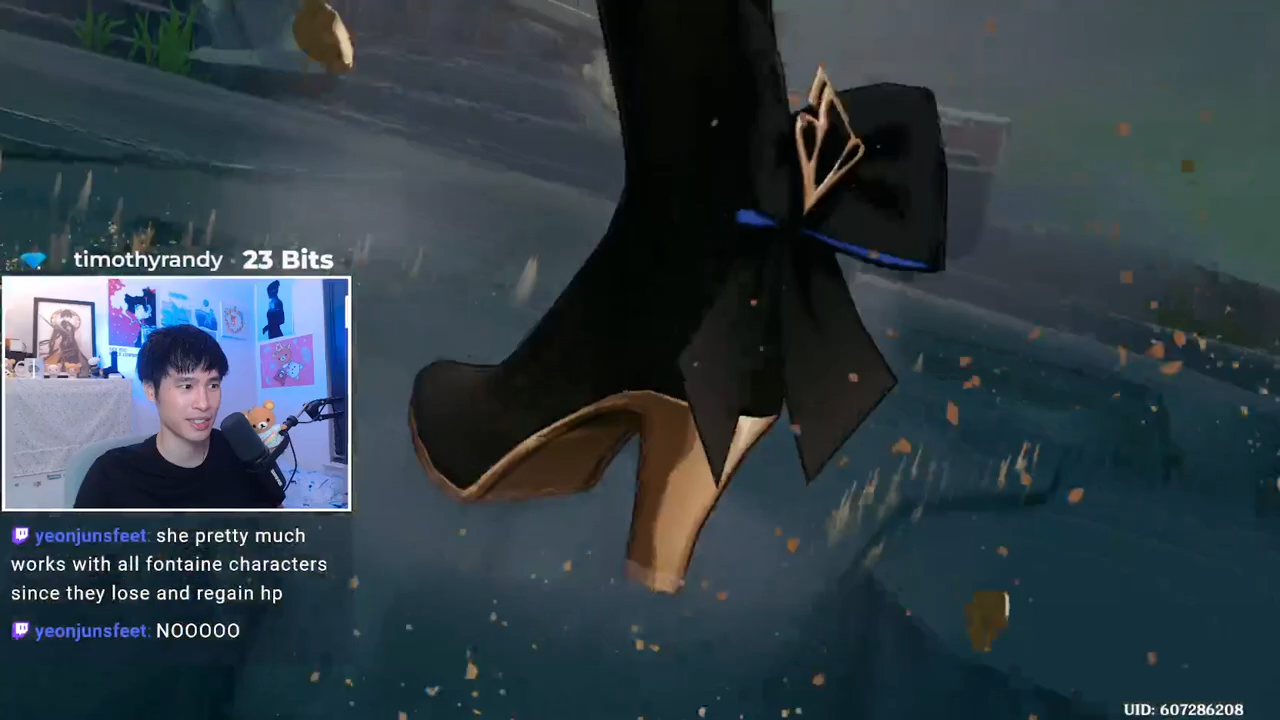 timothyrandy · 23 Bits
yeonjunsfeet: she pretty much
works with all fontaine characters
since they lose and regain hp
yeonjunsfeet: NOOOOO
UID: 607286208